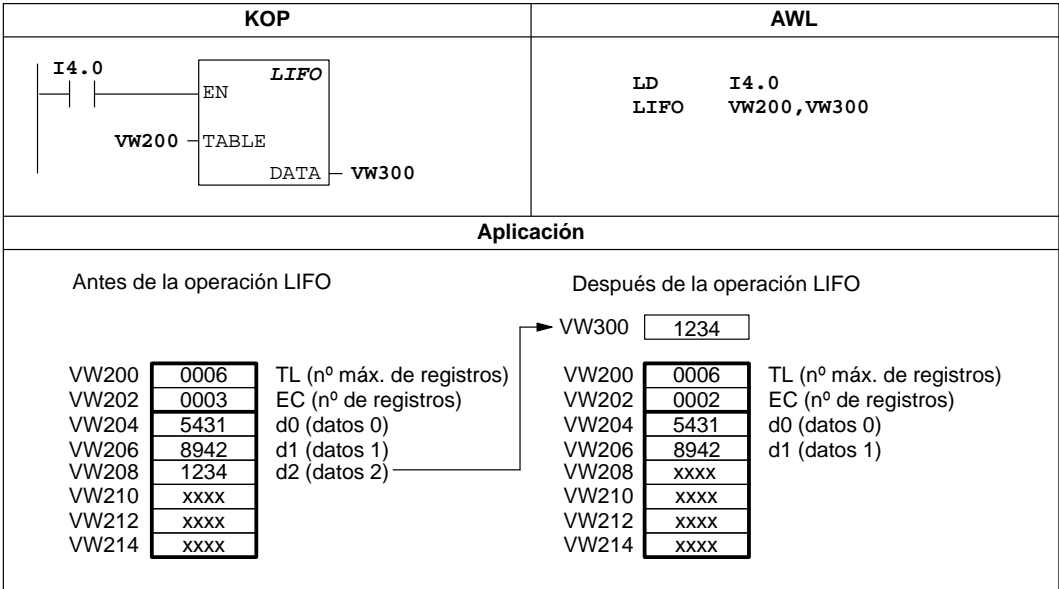 KOP
AWL
I4.0
LIFO
EN
VW200
TABLE
DATA
VW300
LD I4.0
LIFO VW200,VW300
Aplicación
Antes de la operación LIFO
Después de la operación LIFO
VW300 1234
VW200 0006 TL (nº máx. de registros)
VW202 0003 EC (nº de registros)
VW204 5431 d0 (datos 0)
VW206 8942 d1 (datos 1)
VW208 1234 d2 (datos 2)
VW210 xxxx
VW212 xxxx
VW214 xxxx
VW200 0006 TL (nº máx. de registros)
VW202 0002 EC (nº de registros)
VW204 5431 d0 (datos 0)
VW206 8942 d1 (datos 1)
VW208 xxxx
VW210 xxxx
VW212 xxxx
VW214 xxxx